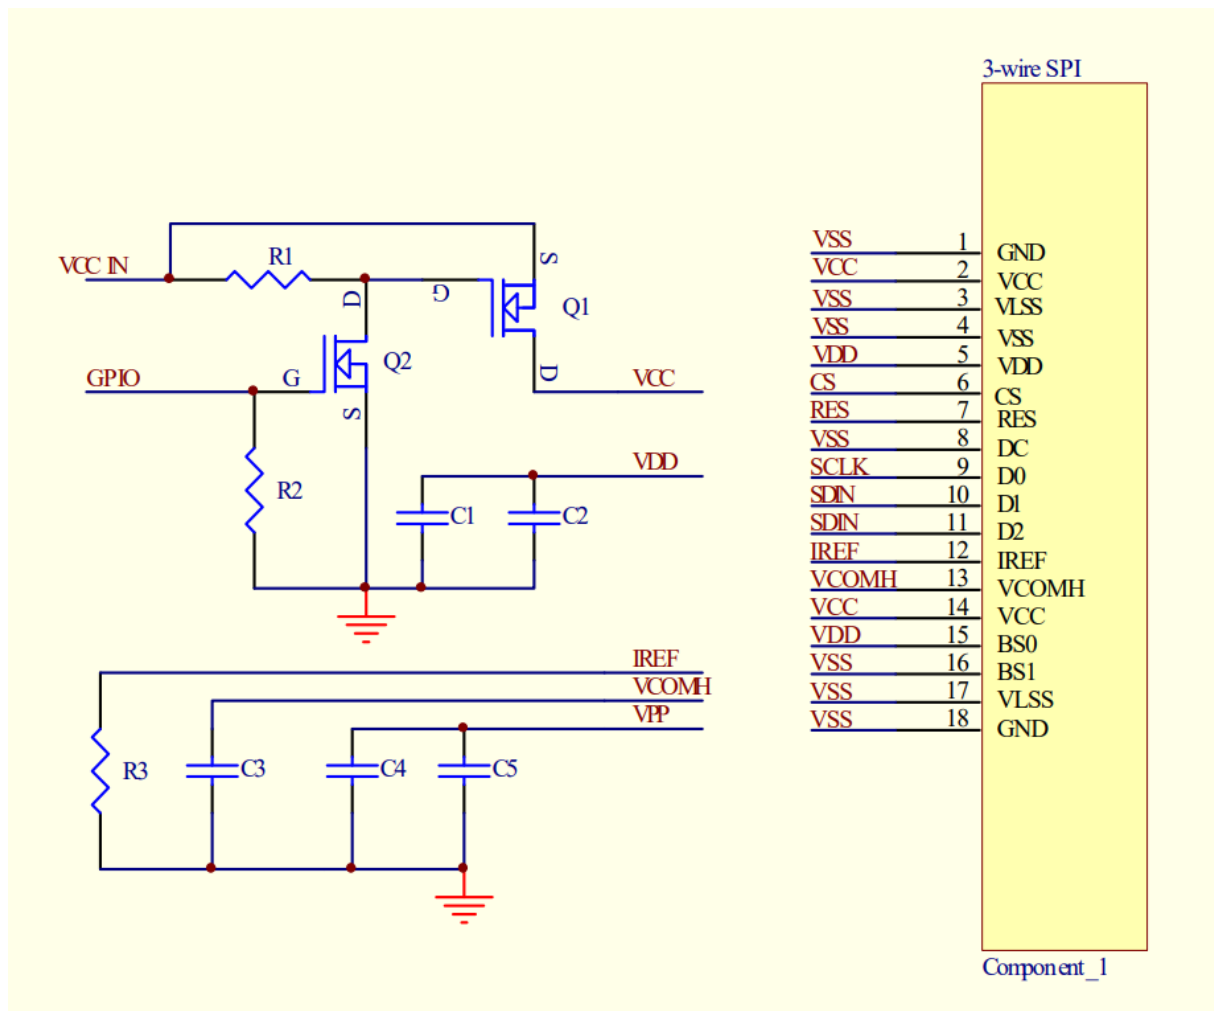 3-wire SPI
VCC IN
R1
D
G
S
Q1
D
VCC
GPIO
G
Q2
S
R2
VDD
C1
C2
IREF
VCOMH
VPP
R3
C3
C4
C5
VSS 1 GND
VCC 2 VCC
VSS 3 VLSS
VSS 4 VSS
VDD 5 VDD
CS 6 CS
RES 7 RES
VSS 8 DC
SCLK 9 D0
SDIN 10 D1
SDIN 11 D2
IREF 12 IREF
VCOMH 13 VCOMH
VCC 14 VCC
VDD 15 BS0
VSS 16 BS1
VSS 17 VLSS
VSS 18 GND
Component_1